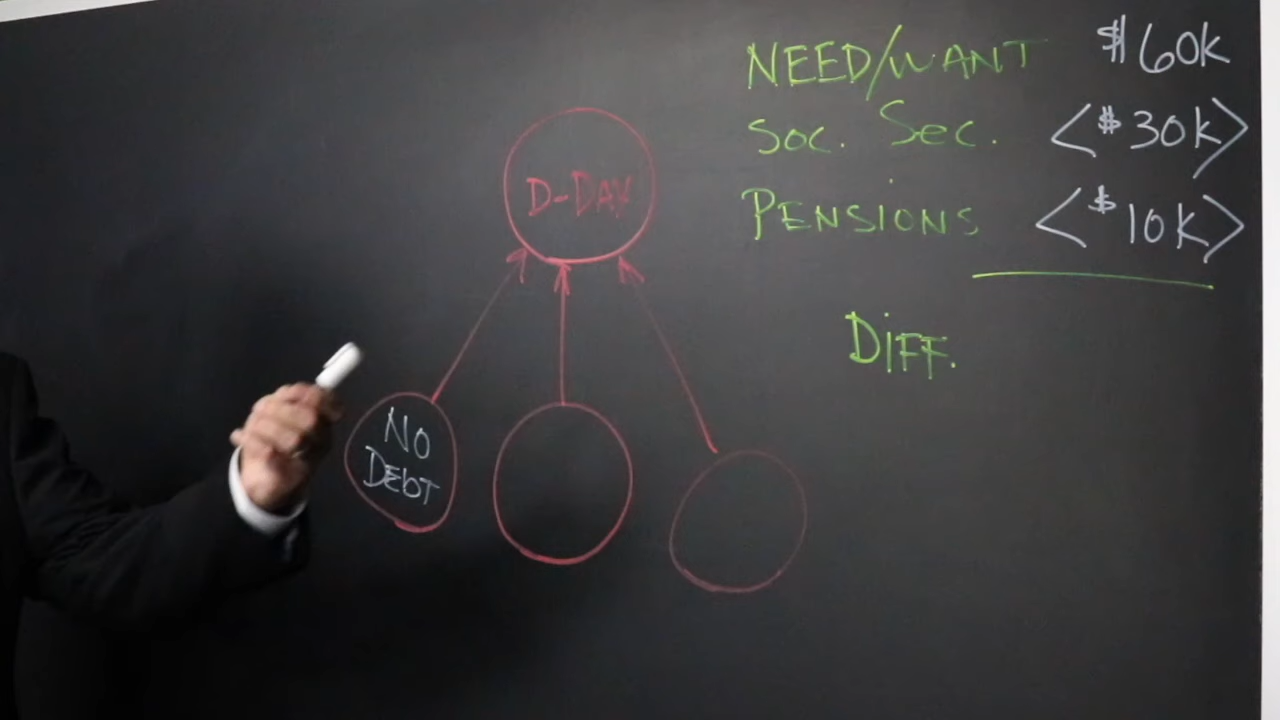 NEED/WANT $60k
Soc. Sec. <$30k>
PENSIONS <$10k>
DIFF.
D-DAY
NO
DEbT